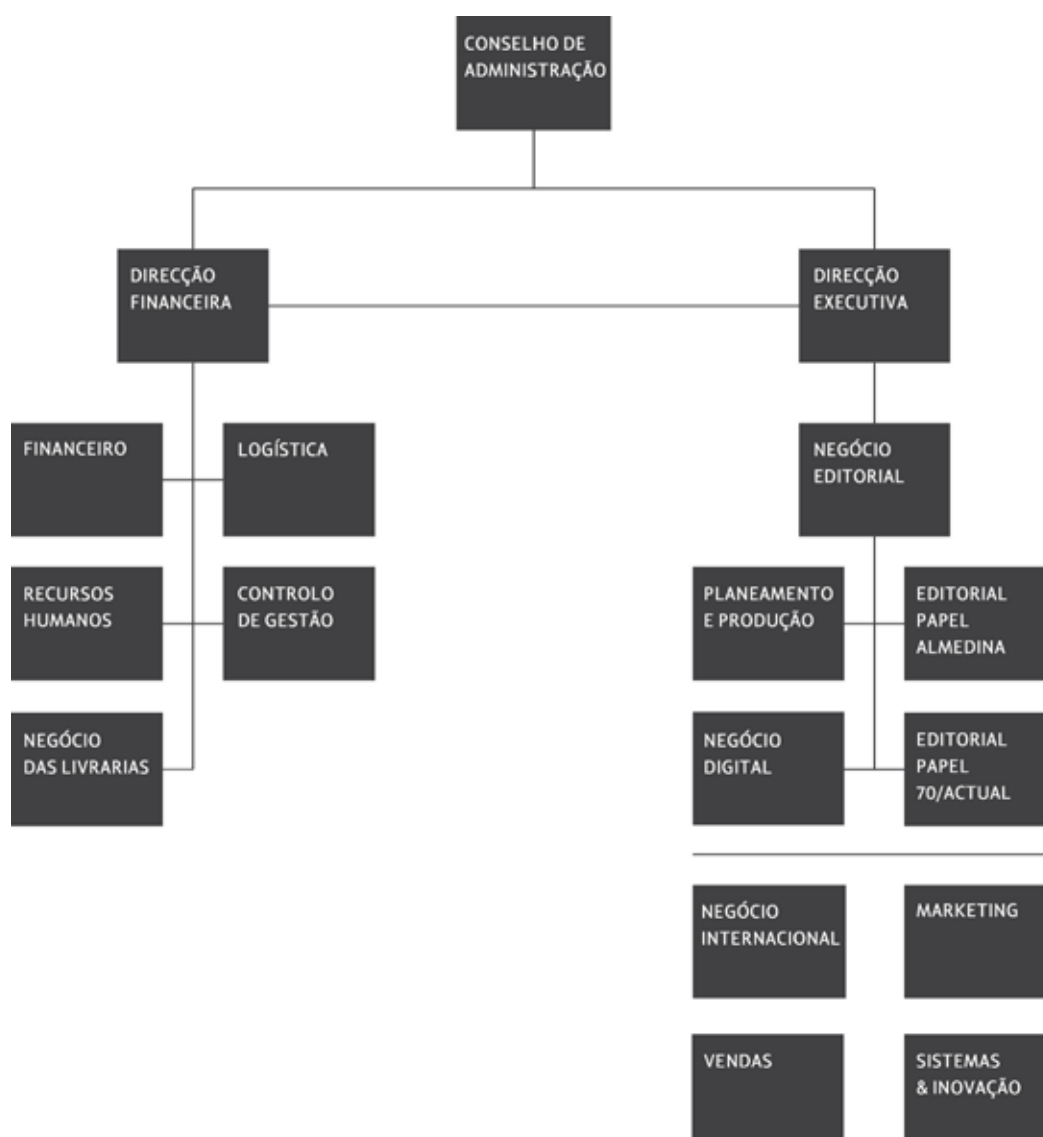 CONSELHO DE
ADMINISTRAÇÃO
DIRECÇÃO
FINANCEIRA
DIRECÇÃO
EXECUTIVA
FINANCEIRO
LOGÍSTICA
NEGÓCIO
EDITORIAL
RECURSOS
HUMANOS
CONTROLO
DE GESTÃO
PLANEAMENTO
E PRODUÇÃO
EDITORIAL
PAPEL
ALMEDINA
NEGÓCIO
DAS LIVRARIAS
NEGÓCIO
DIGITAL
EDITORIAL
PAPEL
70/ACTUAL
NEGÓCIO
INTERNACIONAL
MARKETING
VENDAS
SISTEMAS
& INOVAÇÃO